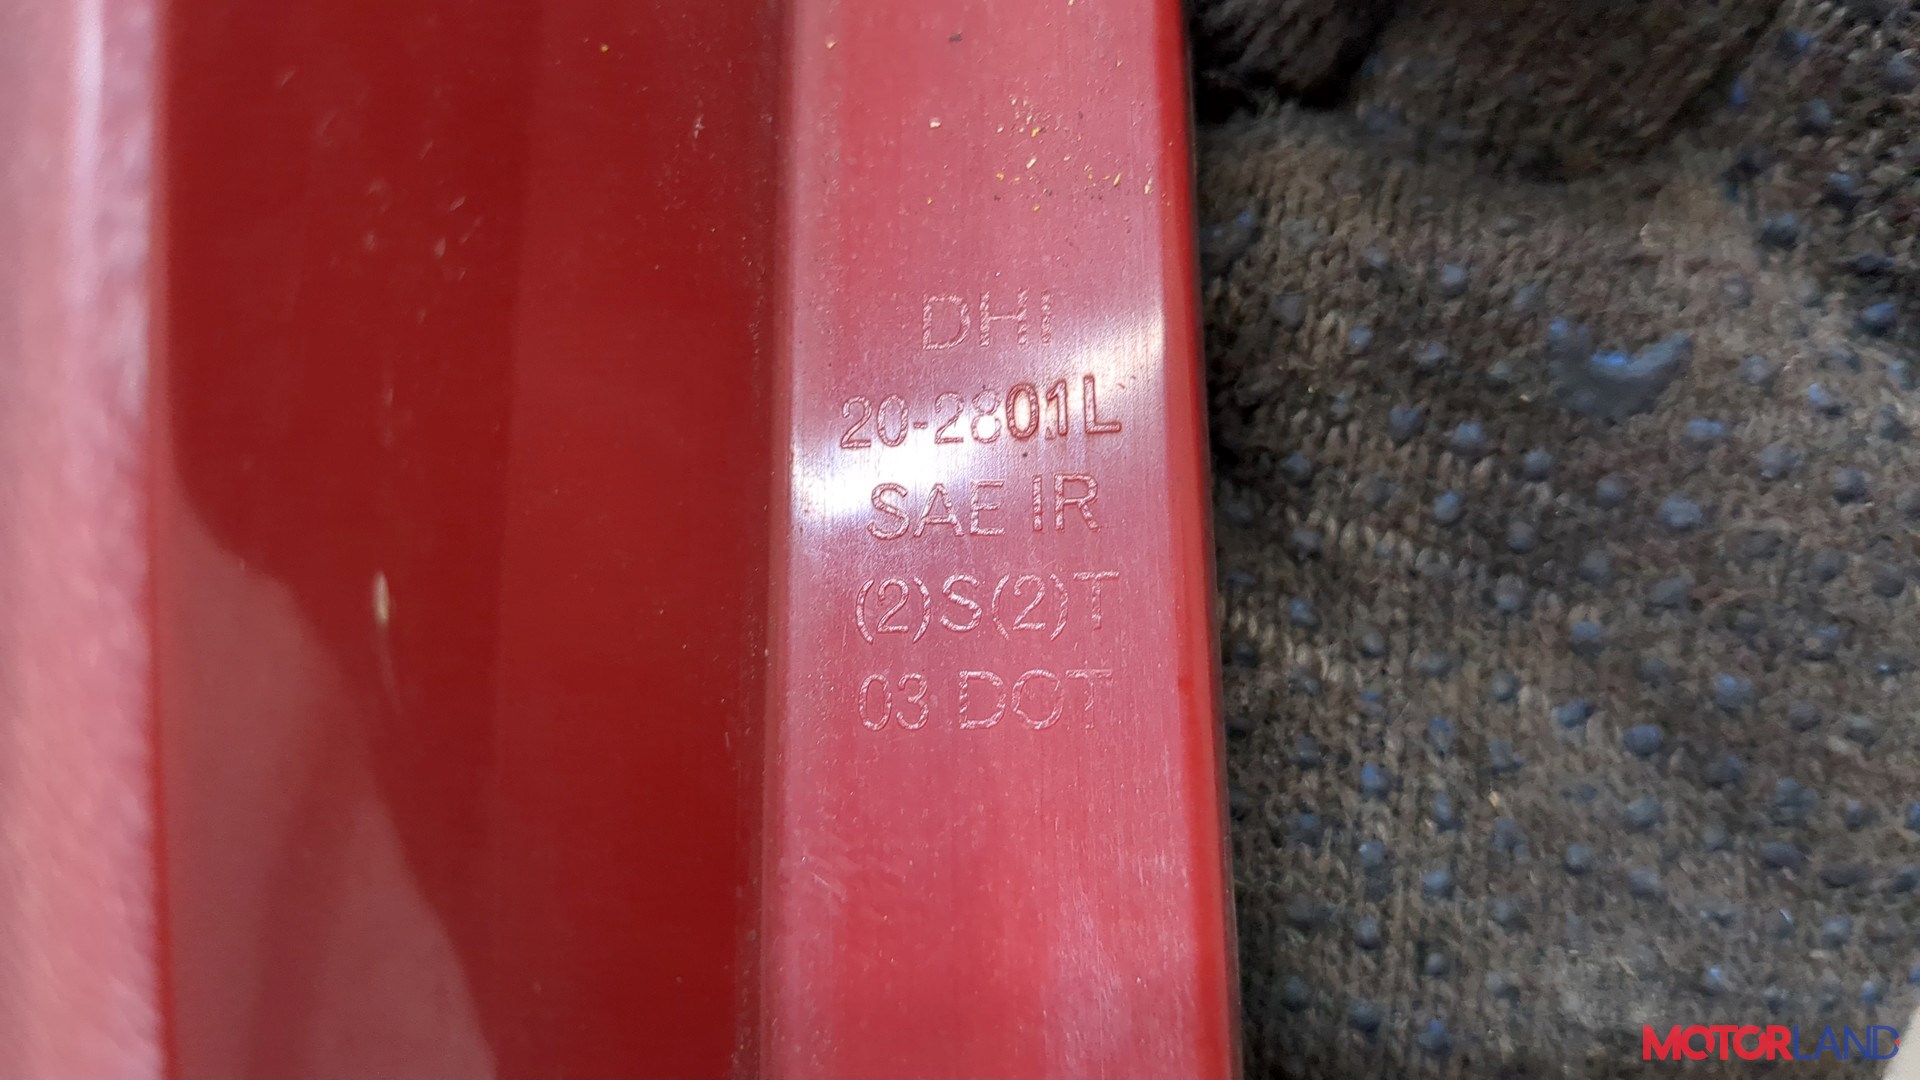 DHI
20-2801L
SAE IR
(2)S(2)T
03 DOT
MOTORLAND